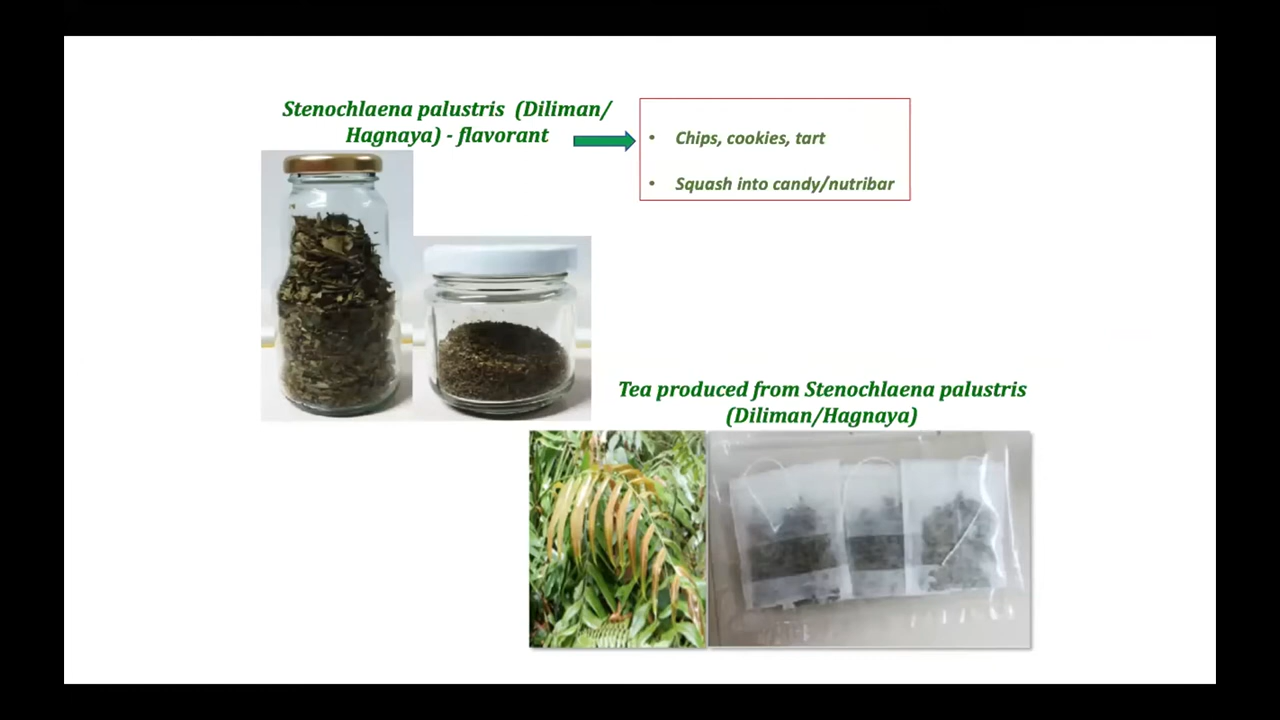 Stenochlaena palustris (Diliman/
Hagnaya) - flavorant
• Chips, cookies, tart
• Squash into candy/nutribar
Tea produced from Stenochlaena palustris
(Diliman/Hagnaya)